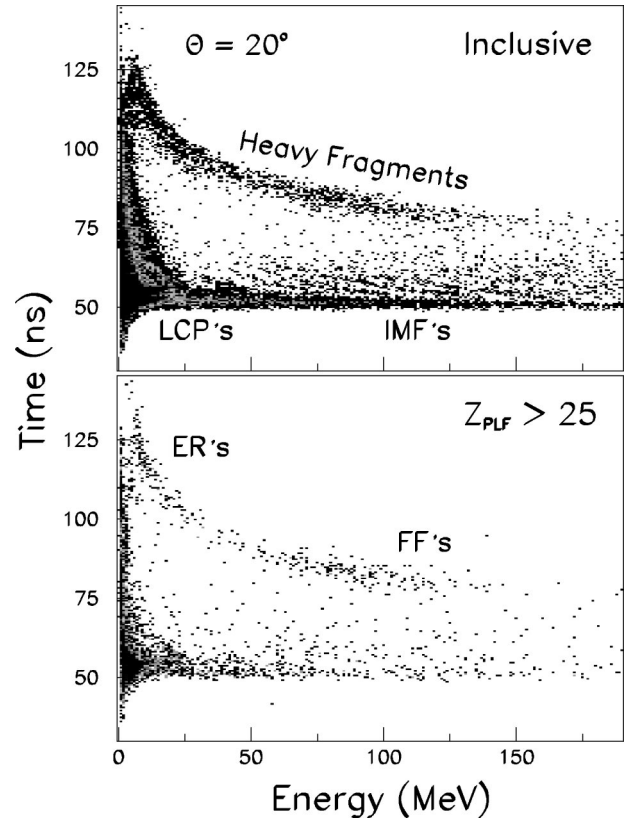 Θ = 20° Inclusive
125
Heavy Fragments
100
75
50
LCP's IMF's
Time (ns)
Z_PLF > 25
125
ER's
100
FF's
75
50
0 50 100 150
Energy (MeV)